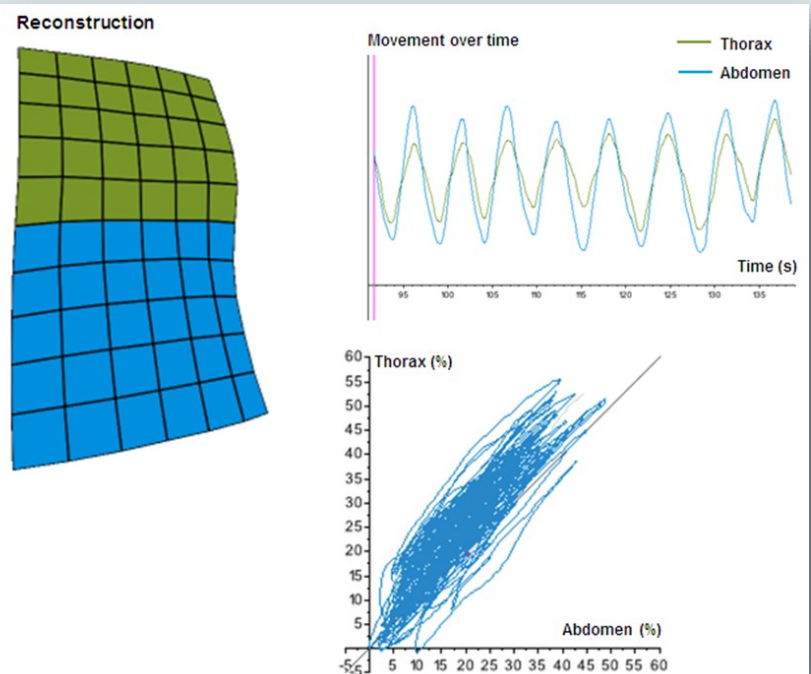 Reconstruction
Movement over time
Thorax
Abdomen
Time (s)
95 100 105 110 115 120 125 130 135
Thorax (%)
60
55
50
45
40
35
30
25
20
15
10
5
Abdomen (%)
-5 5 10 15 20 25 30 35 40 45 50 55 60